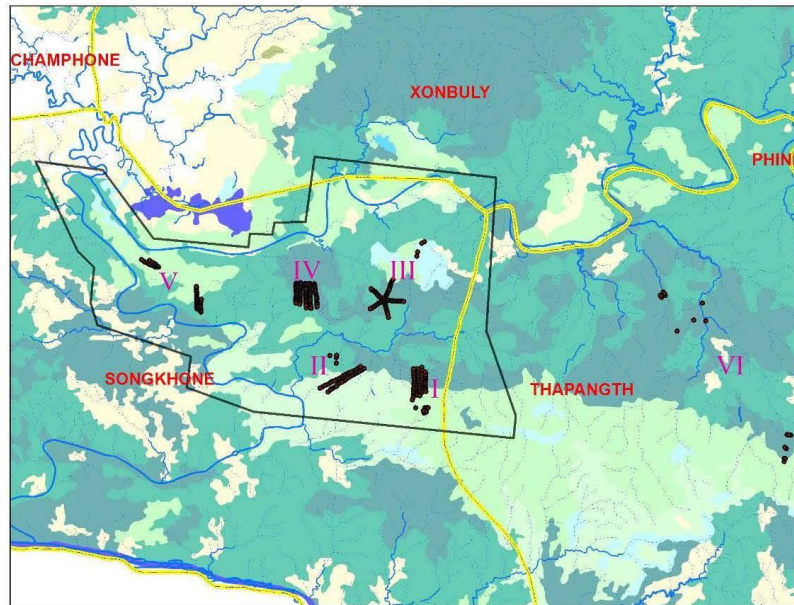 CHAMPHONE
XONBULY
PHIN
III
IV
V
II
I
VI
SONGKHONE
THAPANGTH